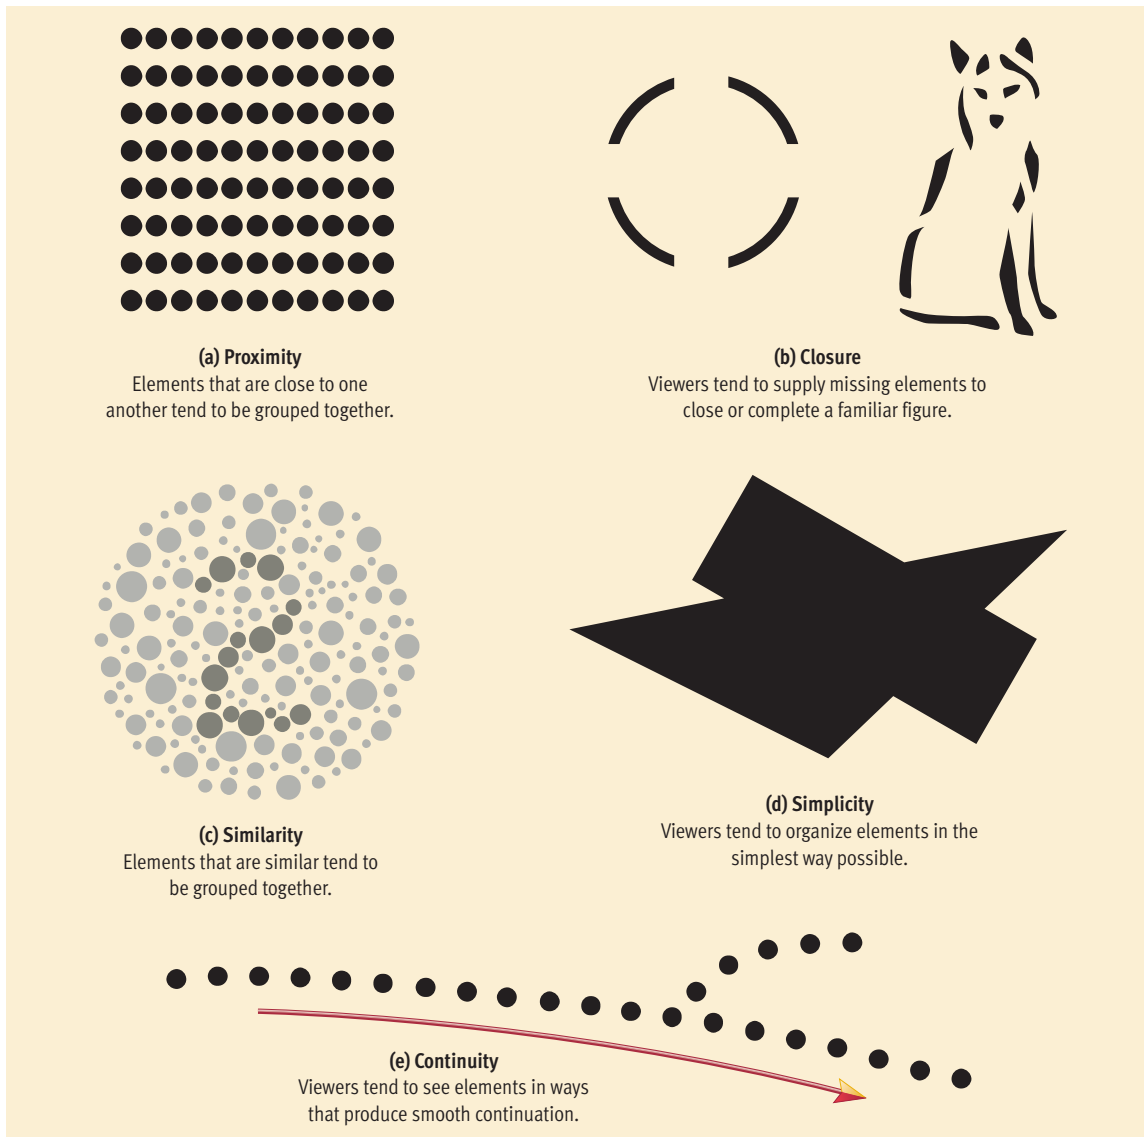 (a) Proximity
Elements that are close to one
another tend to be grouped together.
(b) Closure
Viewers tend to supply missing elements to
close or complete a familiar figure.
(c) Similarity
Elements that are similar tend to
be grouped together.
(d) Simplicity
Viewers tend to organize elements in the
simplest way possible.
(e) Continuity
Viewers tend to see elements in ways
that produce smooth continuation.